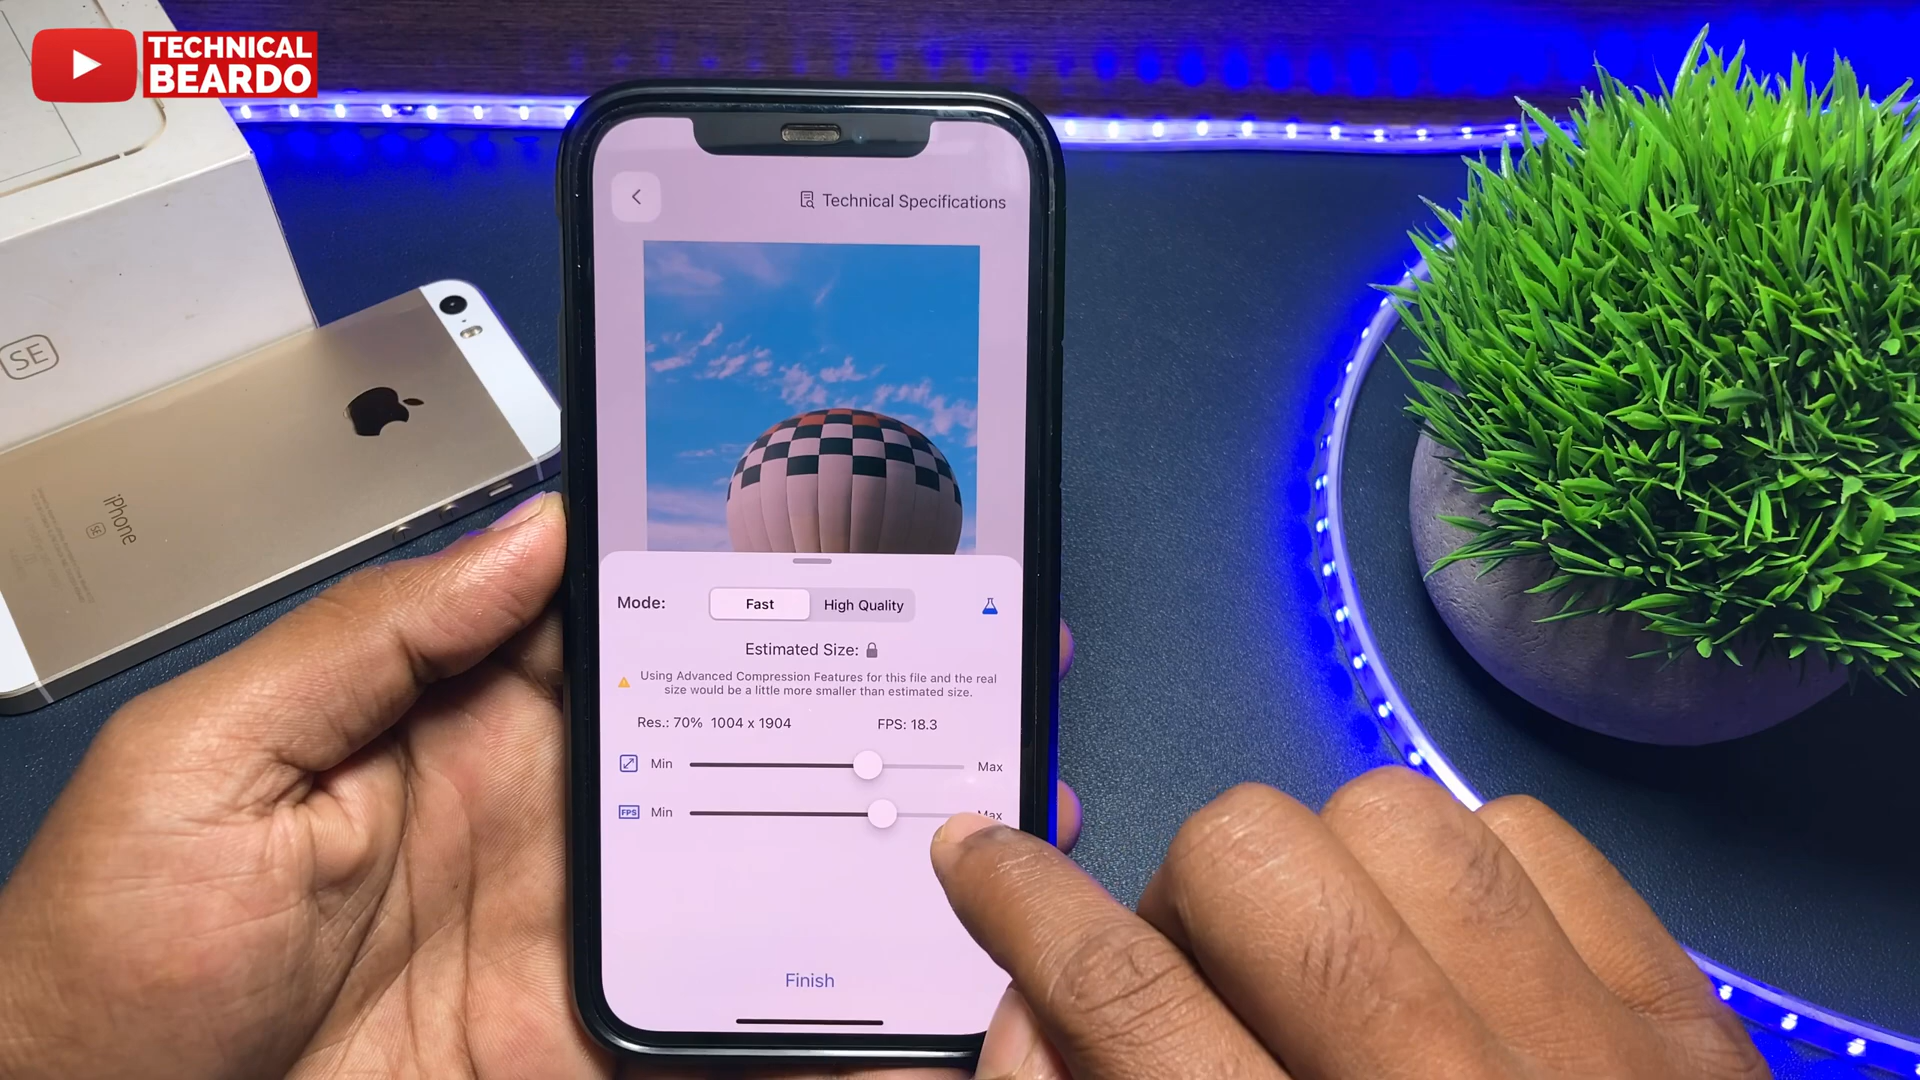 TECHNICAL
BEARDO
SE
iPhone
SE
Technical Specifications
Mode:
Fast
High Quality
Estimated Size:
Using Advanced Compression Features for this file and the real
size would be a little more smaller than estimated size.
Res.: 70% 1004 x 1904
FPS: 18.3
Min
Max
FPS
Min
Max
Finish